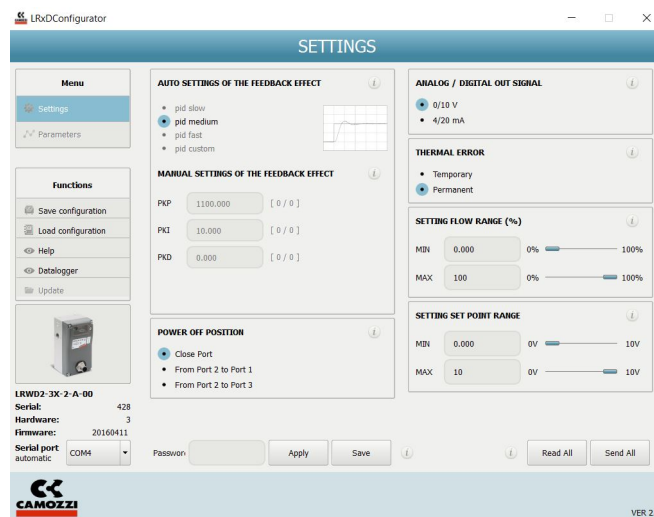 LRxDConfigurator
SETTINGS
Menu
Settings
Parameters
Functions
Save configuration
Load configuration
Help
Datalogger
Update
LRWD2-3X-2-A-00
Serial: 428
Hardware: 3
Firmware: 20160411
Serial port
automatic
COM4
AUTO SETTINGS OF THE FEEDBACK EFFECT
pid slow
pid medium
pid fast
pid custom
MANUAL SETTINGS OF THE FEEDBACK EFFECT
PKP 1100.000 [ 0 / 0 ]
PKI 10.000 [ 0 / 0 ]
PKD 0.000 [ 0 / 0 ]
POWER OFF POSITION
Close Port
From Port 2 to Port 1
From Port 2 to Port 3
ANALOG / DIGITAL OUT SIGNAL
0/10 V
4/20 mA
THERMAL ERROR
Temporary
Permanent
SETTING FLOW RANGE (%)
MIN 0.000 0% 100%
MAX 100 0% 100%
SETTING SET POINT RANGE
MIN 0.000 0V 10V
MAX 10 0V 10V
Passwor
Apply
Save
Read All
Send All
CAMOZZI
VER 2